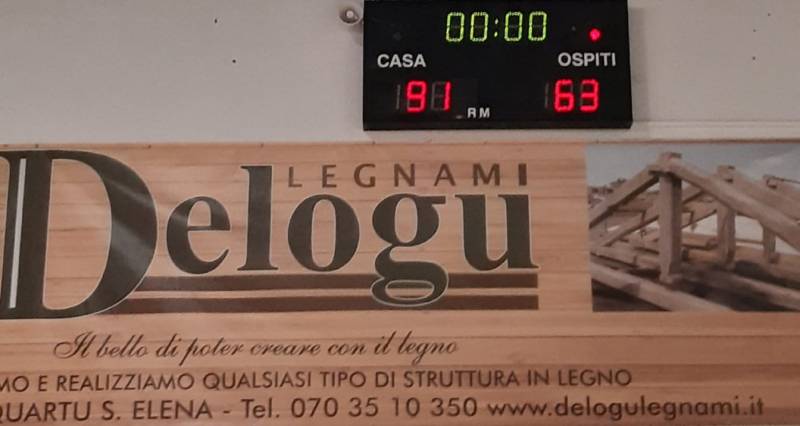 00:00
CASA OSPITI
91 63
RM
LEGNAMI
Delogu
Il bello di poter creare con il legno
MO E REALIZZIAMO QUALSIASI TIPO DI STRUTTURA IN LEGNO
QUARTU S. ELENA - Tel. 070 35 10 350 www.delogulegnami.it